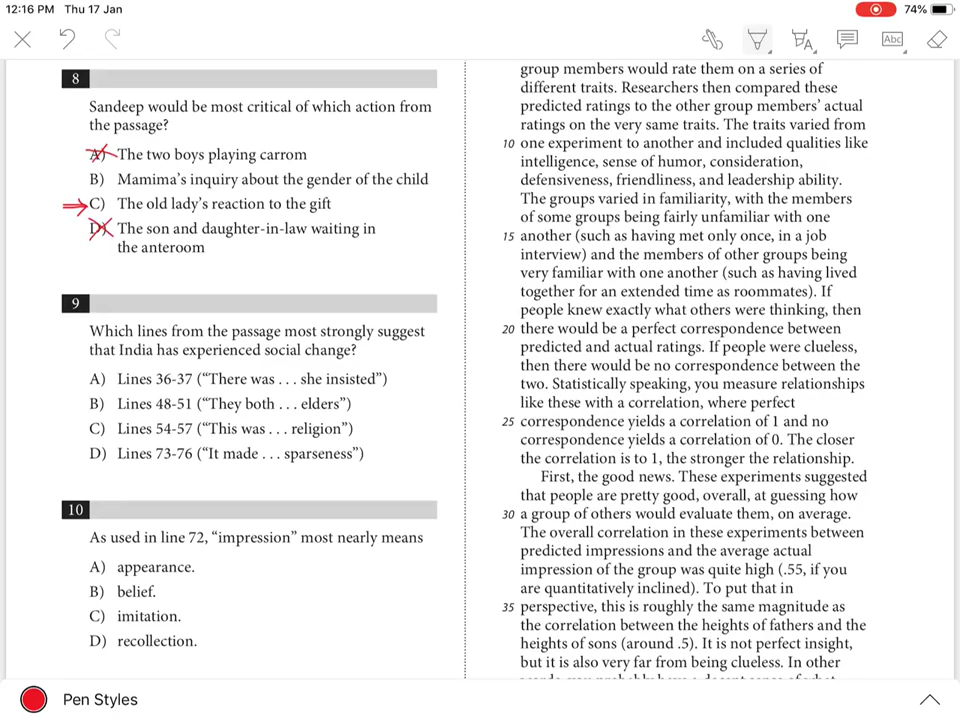 12:16 PM Thu 17 Jan
74%
Abc
8
Sandeep would be most critical of which action from
the passage?
A) The two boys playing carrom
B) Mamima's inquiry about the gender of the child
C) The old lady's reaction to the gift
D) The son and daughter-in-law waiting in
the anteroom
9
Which lines from the passage most strongly suggest
that India has experienced social change?
A) Lines 36-37 (“There was . . . she insisted”)
B) Lines 48-51 (“They both . . . elders”)
C) Lines 54-57 (“This was . . . religion”)
D) Lines 73-76 (“It made . . . sparseness”)
10
As used in line 72, “impression” most nearly means
A) appearance.
B) belief.
C) imitation.
D) recollection.
group members would rate them on a series of
different traits. Researchers then compared these
predicted ratings to the other group members' actual
ratings on the very same traits. The traits varied from
10 one experiment to another and included qualities like
intelligence, sense of humor, consideration,
defensiveness, friendliness, and leadership ability.
The groups varied in familiarity, with the members
of some groups being fairly unfamiliar with one
15 another (such as having met only once, in a job
interview) and the members of other groups being
very familiar with one another (such as having lived
together for an extended time as roommates). If
people knew exactly what others were thinking, then
20 there would be a perfect correspondence between
predicted and actual ratings. If people were clueless,
then there would be no correspondence between the
two. Statistically speaking, you measure relationships
like these with a correlation, where perfect
25 correspondence yields a correlation of 1 and no
correspondence yields a correlation of 0. The closer
the correlation is to 1, the stronger the relationship.
First, the good news. These experiments suggested
that people are pretty good, overall, at guessing how
30 a group of others would evaluate them, on average.
The overall correlation in these experiments between
predicted impressions and the average actual
impression of the group was quite high (.55, if you
are quantitatively inclined). To put that in
35 perspective, this is roughly the same magnitude as
the correlation between the heights of fathers and the
heights of sons (around .5). It is not perfect insight,
but it is also very far from being clueless. In other
Pen Styles